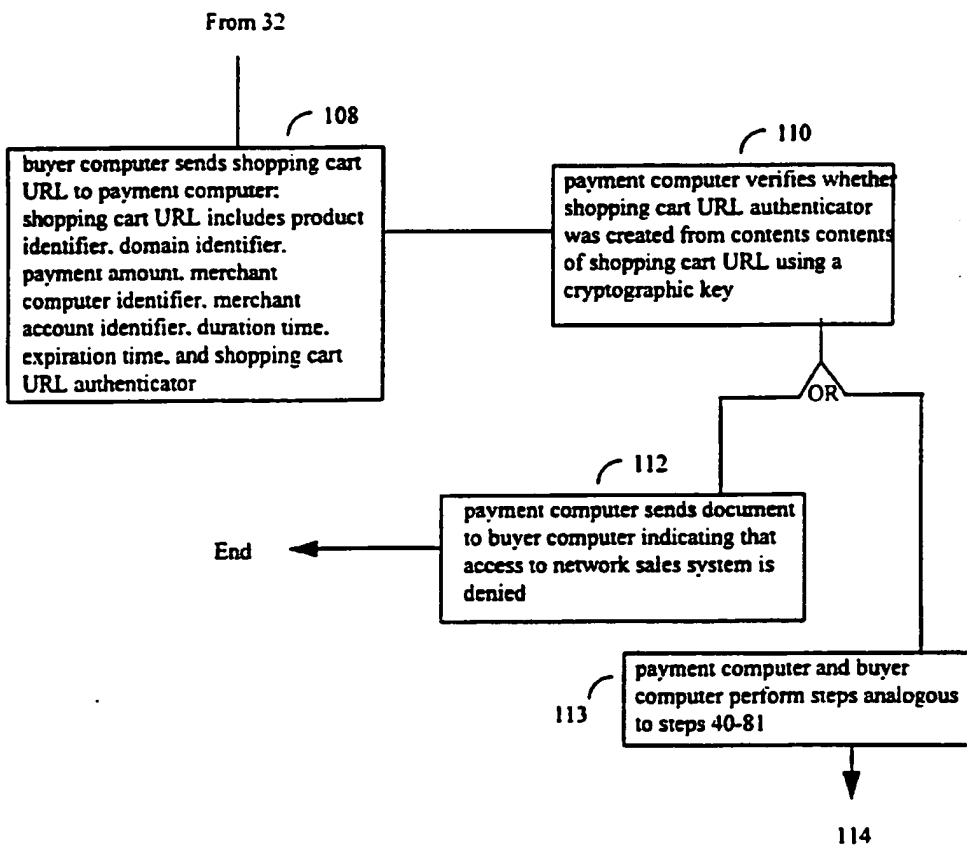 From 32
108
buyer computer sends shopping cart
URL to payment computer:
shopping cart URL includes product
identifier, domain identifier,
payment amount, merchant
computer identifier, merchant
account identifier, duration time,
expiration time, and shopping cart
URL authenticator
110
payment computer verifies whether
shopping cart URL authenticator
was created from contents contents
of shopping cart URL using a
cryptographic key
OR
112
payment computer sends document
to buyer computer indicating that
access to network sales system is
denied
End
113
payment computer and buyer
computer perform steps analogous
to steps 40-81
114